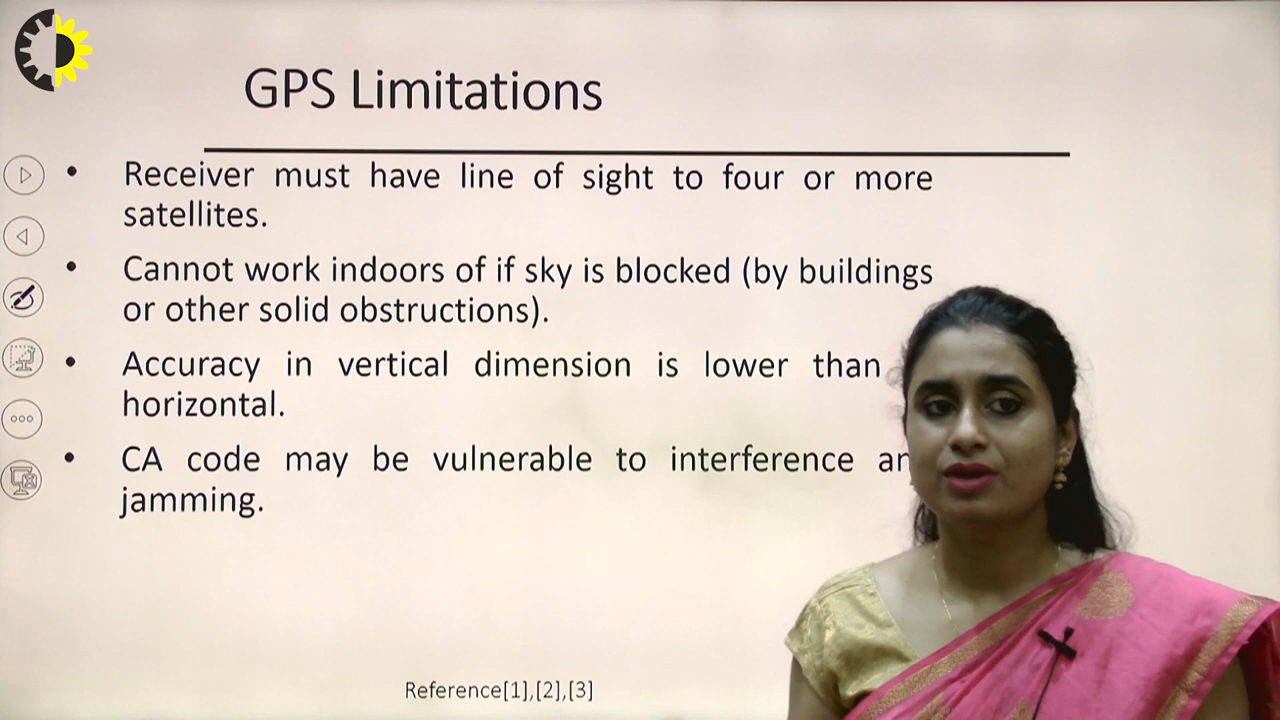 GPS Limitations
• Receiver must have line of sight to four or more
satellites.
• Cannot work indoors of if sky is blocked (by buildings
or other solid obstructions).
• Accuracy in vertical dimension is lower than
horizontal.
• CA code may be vulnerable to interference
jamming.
Reference[1],[2],[3]